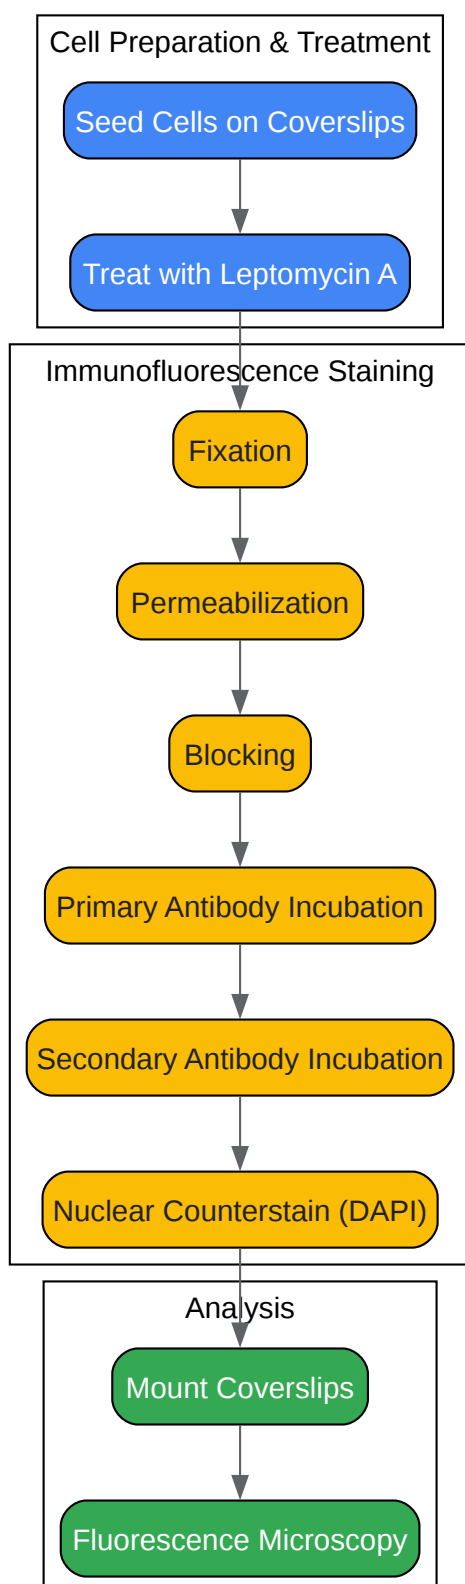 Cell Preparation & Treatment
Seed Cells on Coverslips
Treat with Leptomycin A
Immunofluorescence Staining
Fixation
Permeabilization
Blocking
Primary Antibody Incubation
Secondary Antibody Incubation
Nuclear Counterstain (DAPI)
Analysis
Mount Coverslips
Fluorescence Microscopy